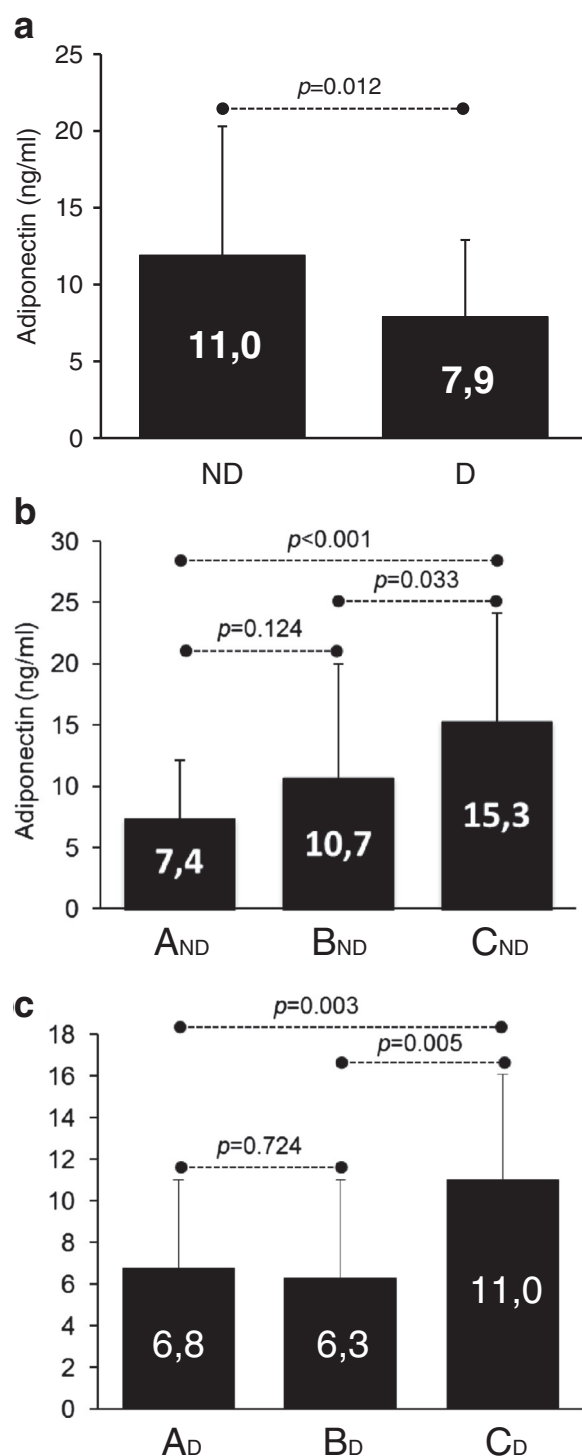 a
25
20
15
10
5
0
Adiponectin (ng/ml)
p=0.012
11,0
7,9
ND
D
b
30
25
20
15
10
5
0
Adiponectin (ng/ml)
p<0.001
p=0.033
p=0.124
7,4
10,7
15,3
AND
BND
CND
c
18
16
14
12
10
8
6
4
2
0
p=0.003
p=0.005
p=0.724
6,8
6,3
11,0
AD
BD
CD